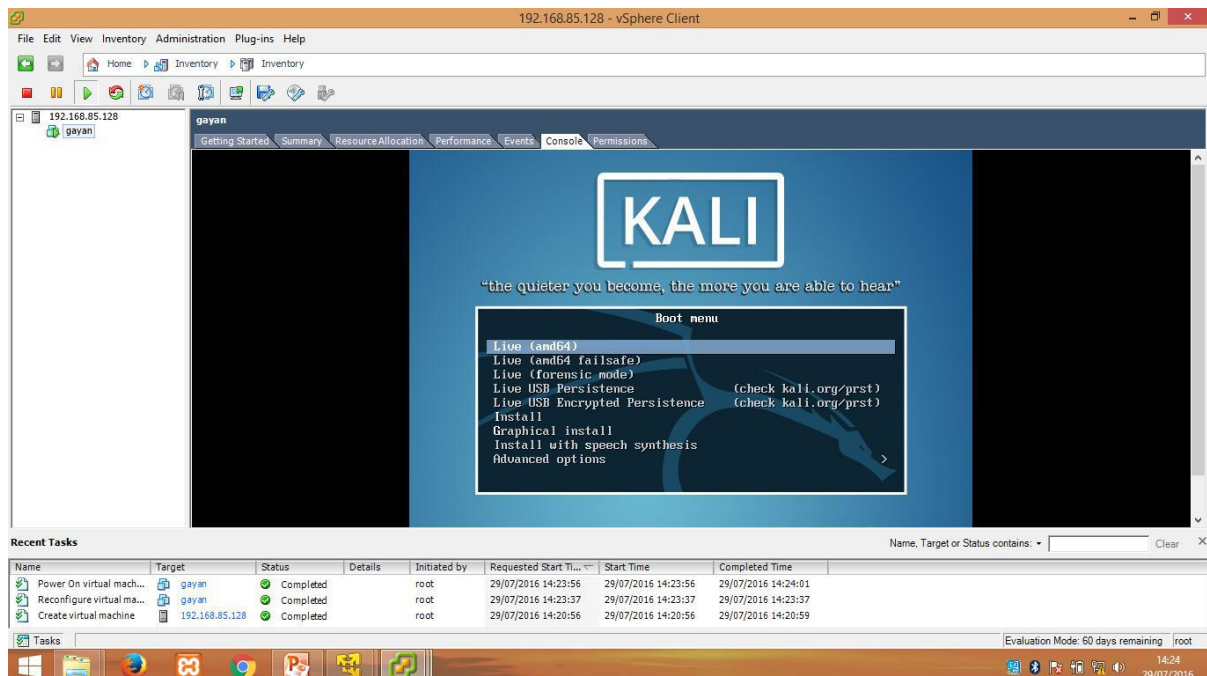 192.168.85.128 - vSphere Client
File Edit View Inventory Administration Plug-ins Help
Home Inventory Inventory
192.168.85.128
gayan
gayan
Getting Started Summary Resource Allocation Performance Events Console Permissions
KALI
“the quieter you become, the more you are able to hear”
Boot menu
Live (amd64)
Live (amd64 failsafe)
Live (forensic mode)
Live USB Persistence (check kali.org/prst)
Live USB Encrypted Persistence (check kali.org/prst)
Install
Graphical install
Install with speech synthesis
Advanced options >
Recent Tasks
Name, Target or Status contains: Clear
Name Target Status Details Initiated by Requested Start Ti... Start Time Completed Time
Power On virtual mach... gayan Completed root 29/07/2016 14:23:56 29/07/2016 14:23:56 29/07/2016 14:24:01
Reconfigure virtual ma... gayan Completed root 29/07/2016 14:23:37 29/07/2016 14:23:37 29/07/2016 14:23:37
Create virtual machine 192.168.85.128 Completed root 29/07/2016 14:20:56 29/07/2016 14:20:56 29/07/2016 14:20:59
Tasks
Evaluation Mode: 60 days remaining root
14:24
29/07/2016